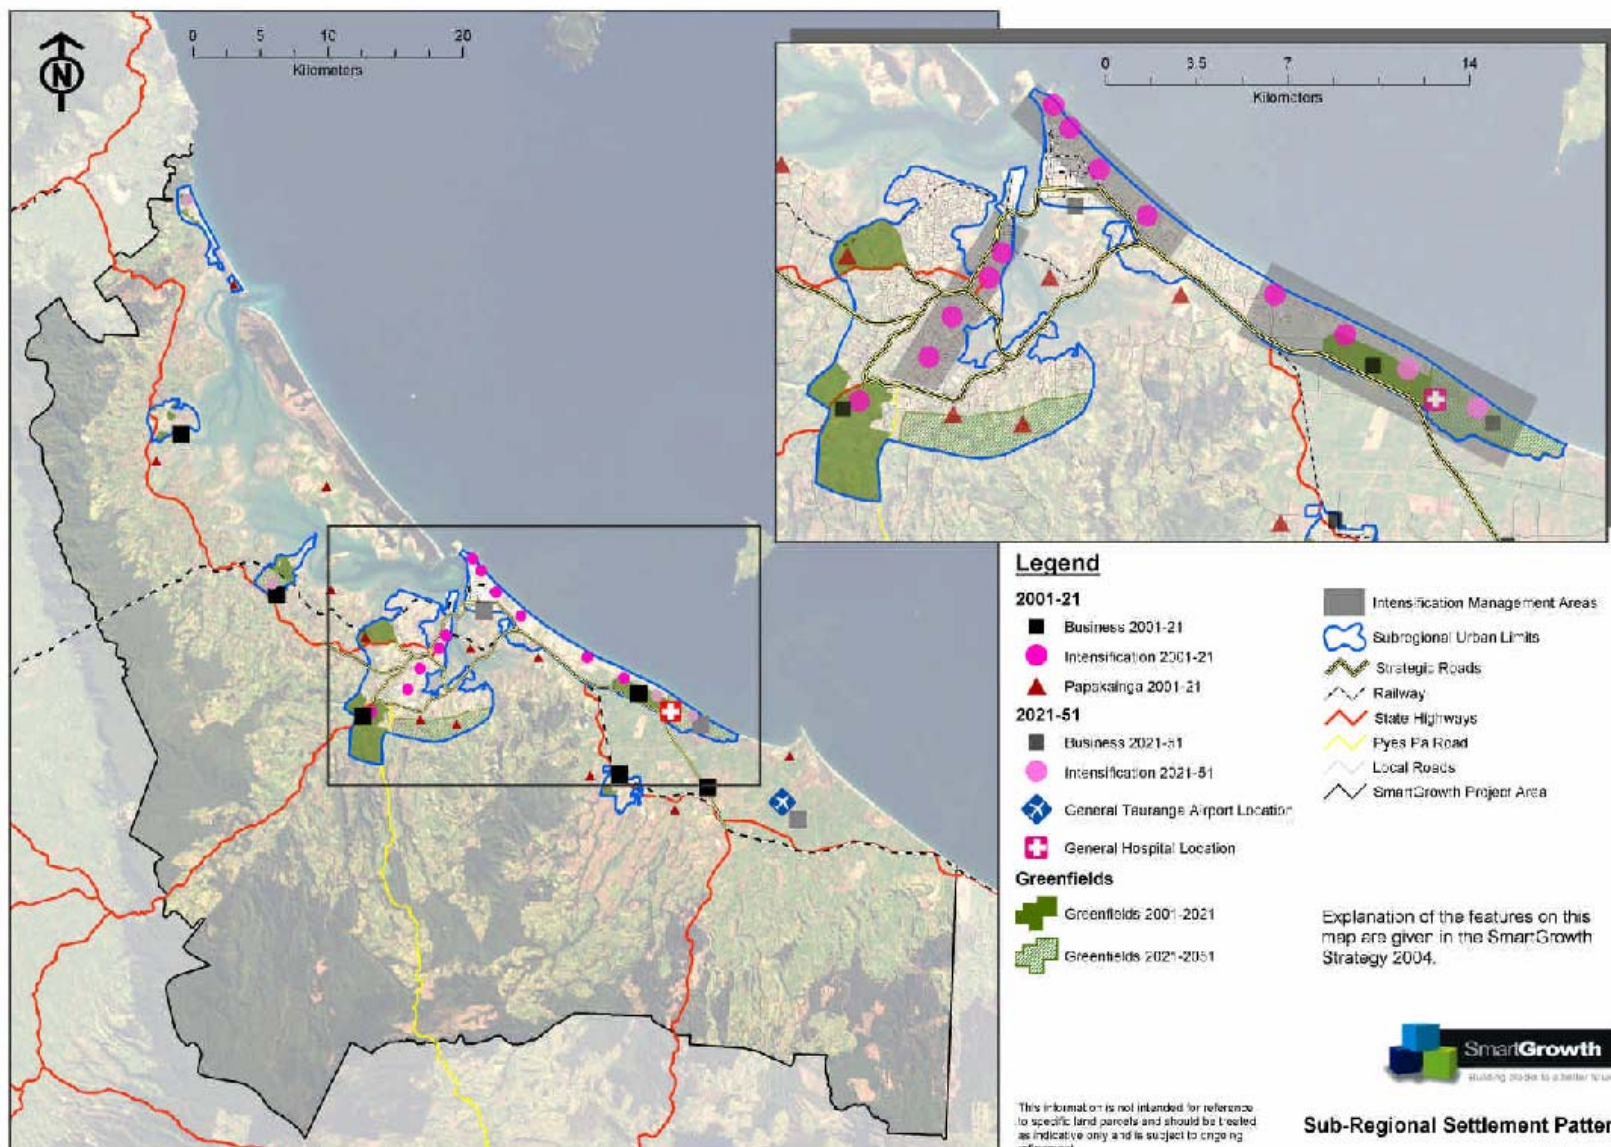 N
0 5 10 20
Kilometers
0 3.5 7 14
Kilometers
Legend
2001-21
Business 2001-21
Intensification 2001-21
Papakainga 2001-21
2021-51
Business 2021-51
Intensification 2021-51
General Tauranga Airport Location
General Hospital Location
Greenfields
Greenfields 2001-2021
Greenfields 2021-2051
Intensification Management Areas
Subregional Urban Limits
Strategic Roads
Railway
State Highways
Pyes Pa Road
Local Roads
SmartGrowth Project Area
Explanation of the features on this
map are given in the SmartGrowth
Strategy 2004.
SmartGrowth
Building blocks to a better
This information is not intended for reference
to specific land parcels and should be treated
as indicative only and is subject to ongoing
Sub-Regional Settlement Patter